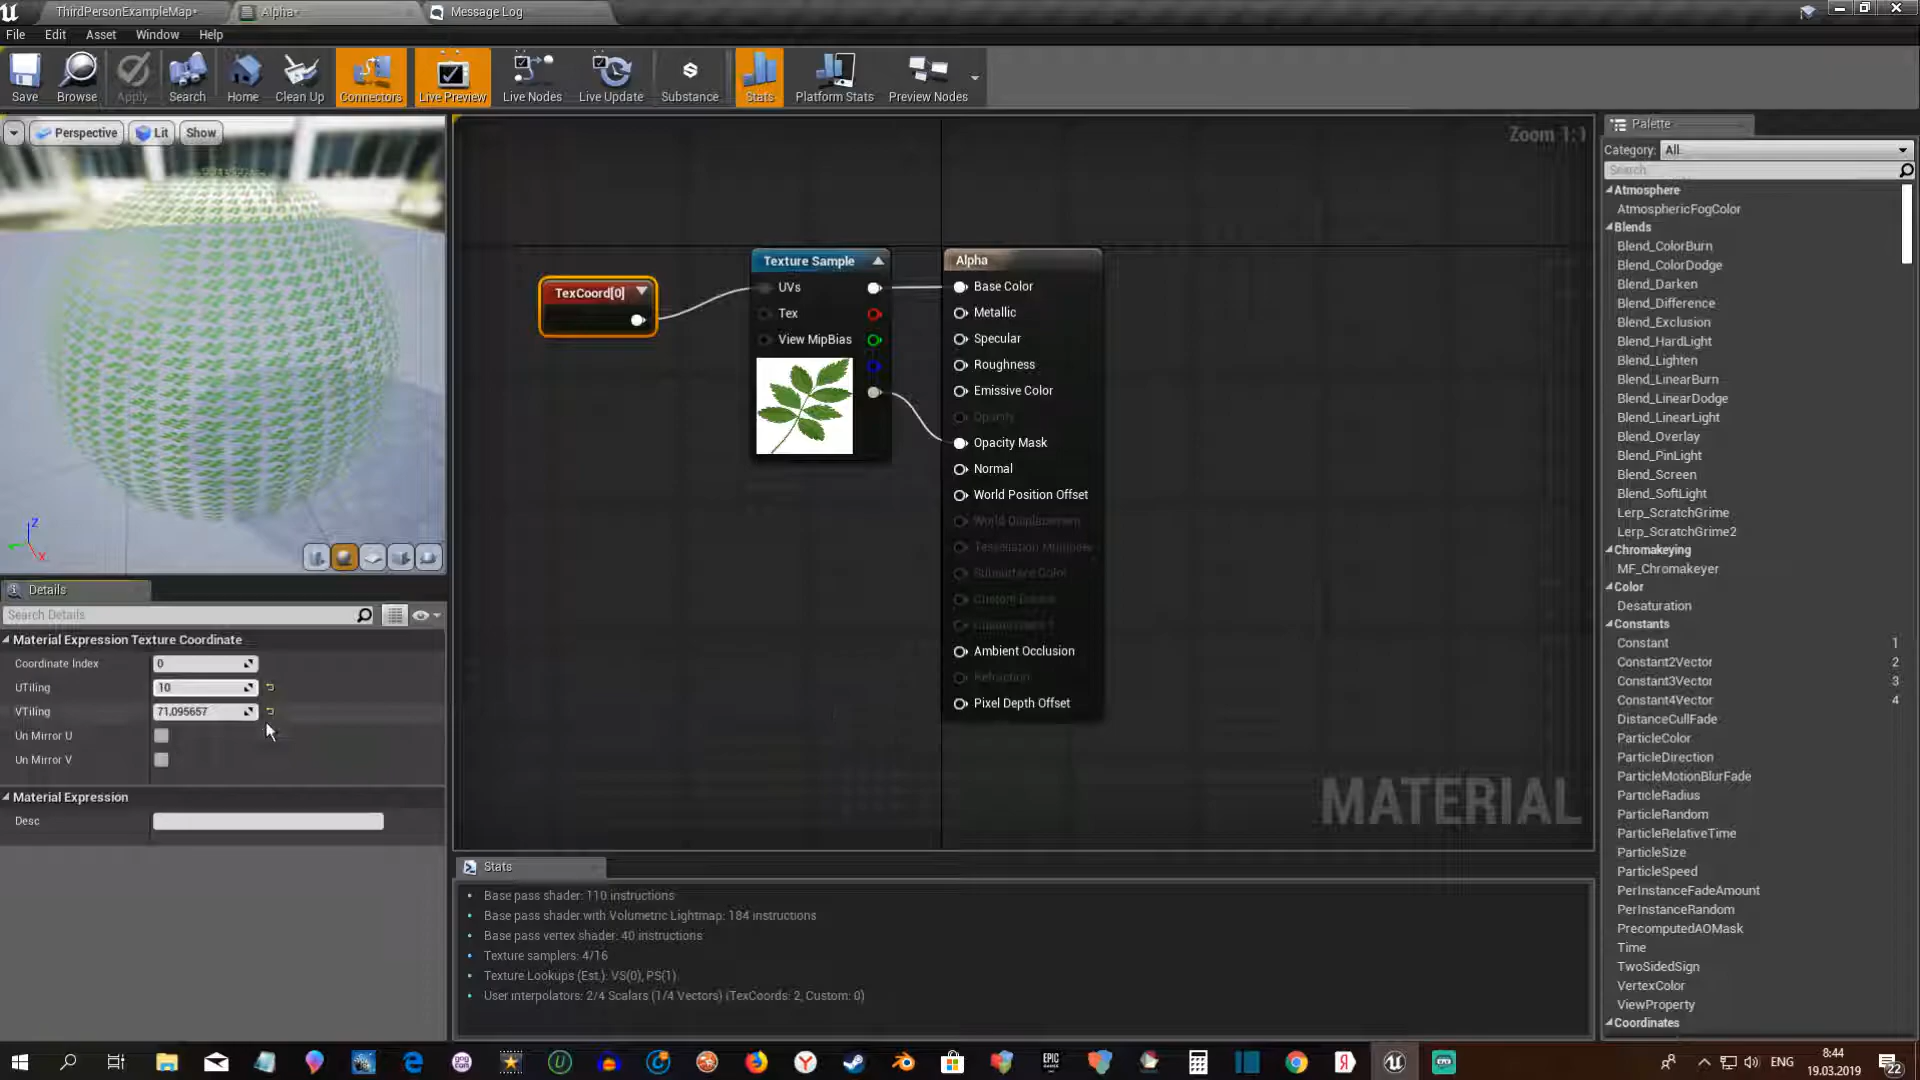 ThirdPersonExampleMap*
Alpha*
Message Log
File Edit Asset Window Help
Save Browse Apply Search Home Clean Up Connectors Live Preview Live Nodes Live Update Substance Stats Platform Stats Preview Nodes
Perspective Lit Show
Z
X
Details
Search Details
Material Expression Texture Coordinate
Coordinate Index 0
UTiling 10
VTiling 71.095657
Un Mirror U
Un Mirror V
Material Expression
Desc
Zoom 1:1
TexCoord[0]
Texture Sample
UVs
Tex
View MipBias
Alpha
Base Color
Metallic
Specular
Roughness
Emissive Color
Opacity
Opacity Mask
Normal
World Position Offset
World Displacement
Tessellation Multiplier
Subsurface Color
Ambient Occlusion
Refraction
Pixel Depth Offset
MATERIAL
Stats
Base pass shader: 110 instructions
Base pass shader with Volumetric Lightmap: 184 instructions
Base pass vertex shader: 40 instructions
Texture samplers: 4/16
Texture Lookups (Est.): VS(0), PS(1)
User interpolators: 2/4 Scalars (1/4 Vectors) (TexCoords: 2, Custom: 0)
Palette
Category: All
Search
Atmosphere
AtmosphericFogColor
Blends
Blend_ColorBurn
Blend_ColorDodge
Blend_Darken
Blend_Difference
Blend_Exclusion
Blend_HardLight
Blend_Lighten
Blend_LinearBurn
Blend_LinearDodge
Blend_LinearLight
Blend_Overlay
Blend_PinLight
Blend_Screen
Blend_SoftLight
Lerp_ScratchGrime
Lerp_ScratchGrime2
Chromakeying
MF_Chromakeyer
Color
Desaturation
Constants
Constant 1
Constant2Vector 2
Constant3Vector 3
Constant4Vector 4
DistanceCullFade
ParticleColor
ParticleDirection
ParticleMotionBlurFade
ParticleRadius
ParticleRandom
ParticleRelativeTime
ParticleSize
ParticleSpeed
PerInstanceFadeAmount
PerInstanceRandom
PrecomputedAOMask
Time
TwoSidedSign
VertexColor
ViewProperty
Coordinates
ENG
8:44
19.03.2019
22